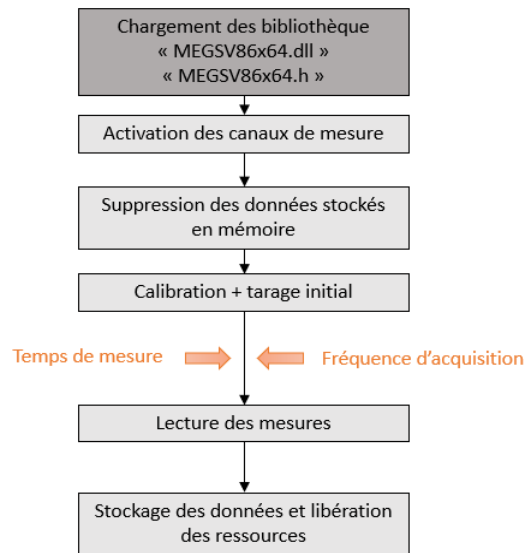 Chargement des bibliothèque
« MEGSV86x64.dll »
« MEGSV86x64.h »
Activation des canaux de mesure
Suppression des données stockés
en mémoire
Calibration + tarage initial
Temps de mesure
Fréquence d'acquisition
Lecture des mesures
Stockage des données et libération
des ressources